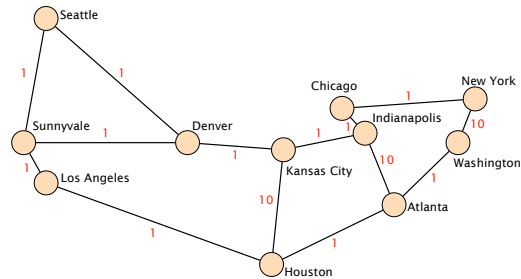 Seattle
1
1
New York
Chicago
1
Indianapolis
10
Sunnyvale
1
Denver
1
1
1
Kansas City
10
Washington
1
Los Angeles
10
1
Atlanta
1
1
Houston